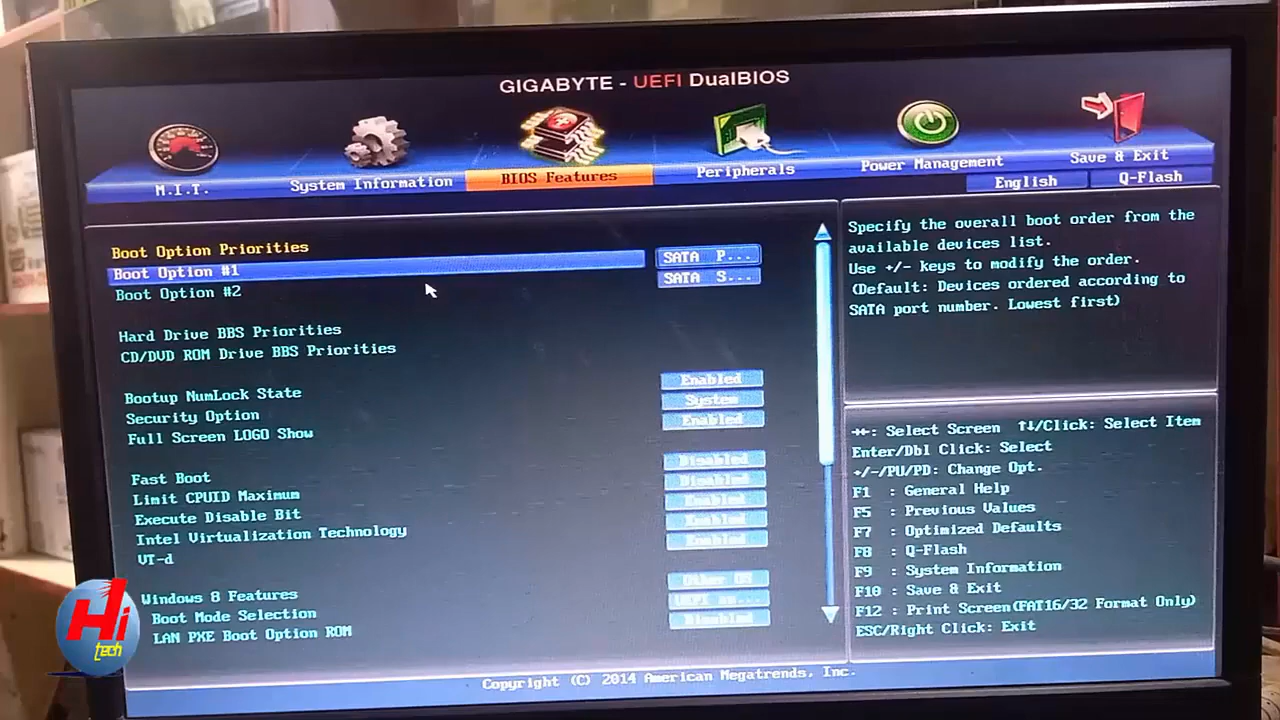 GIGABYTE - UEFI DualBIOS
M.I.T.
System Information
BIOS Features
Peripherals
Power Management
Save & Exit
English
Q-Flash
Boot Option Priorities
Boot Option #1 SATA P...
Boot Option #2 SATA S...
Hard Drive BBS Priorities
CD/DVD ROM Drive BBS Priorities
Bootup NumLock State Enabled
Security Option System
Full Screen LOGO Show Enabled
Fast Boot Disabled
Limit CPUID Maximum Disabled
Execute Disable Bit Enabled
Intel Virtualization Technology Enabled
VT-d Enabled
Windows 8 Features Other OS
Boot Mode Selection UEFI an...
LAN PXE Boot Option ROM Disabled
Specify the overall boot order from the
available devices list.
Use +/- keys to modify the order.
(Default: Devices ordered according to
SATA port number. Lowest first)
→←: Select Screen ↑↓/Click: Select Item
Enter/Dbl Click: Select
+/-/PU/PD: Change Opt.
F1 : General Help
F5 : Previous Values
F7 : Optimized Defaults
F8 : Q-Flash
F9 : System Information
F10 : Save & Exit
F12 : Print Screen(FAT16/32 Format Only)
ESC/Right Click: Exit
Copyright (C) 2014 American Megatrends, Inc.
Hi
tech